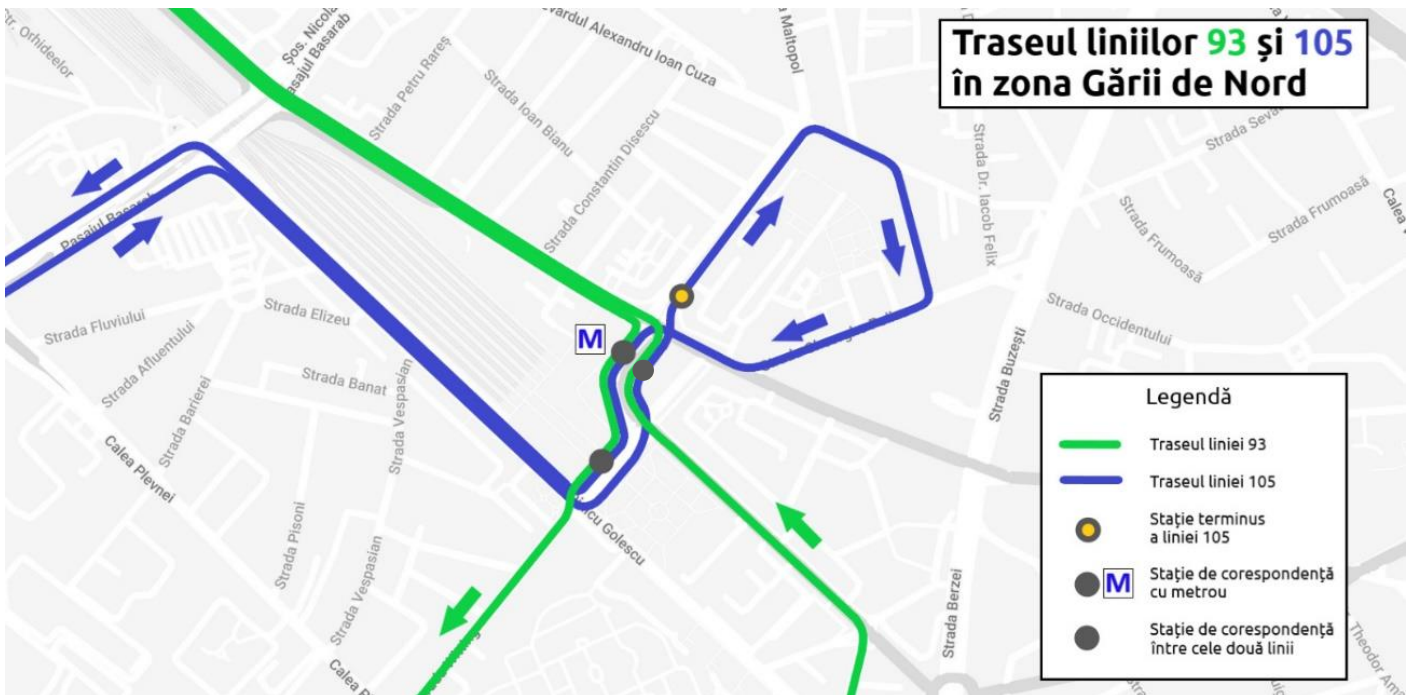 Traseul liniilor 93 și 105
în zona Gării de Nord
Str. Orhideelor
Șos. Nicolae
Pasajul Basarab
Strada Petru Rareș
Bulevardul Alexandru Ioan Cuza
Maltopol
Strada Ioan Bianu
Strada Constantin Disescu
Strada Dr. Iacob Felix
Strada
Strada Frumoasă
Strada Frumoasă
Calea
Pasajul Basarab
Strada Fluviului
Strada Elizeu
Strada Afluentului
Strada Banat
Strada Barierei
Strada Vespasian
Calea Plevnei
M
Strada Occidentului
Strada Buzești
Golescu
Strada Pisoni
Strada Vespasian
Calea
Strada Berzei
Theodor
Legendă
Traseul liniei 93
Traseul liniei 105
Stație terminus
a liniei 105
M
Stație de corespondență
cu metrou
Stație de corespondență
între cele două linii